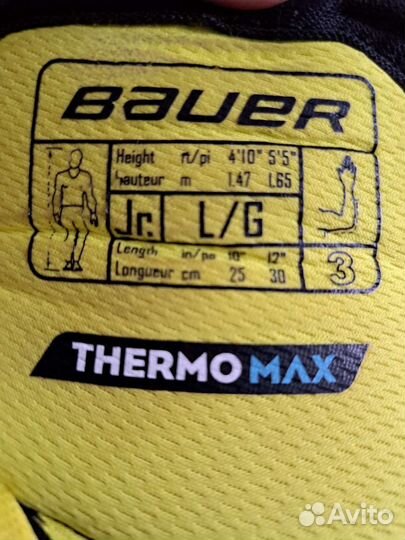 BAUER
Height ft/pi 4'10" 5'5"
hauteur m 1.47 1.65
Jr. L/G
Length in/po 10" 12"
Longueur cm 25 30
3
THERMO MAX
Avito